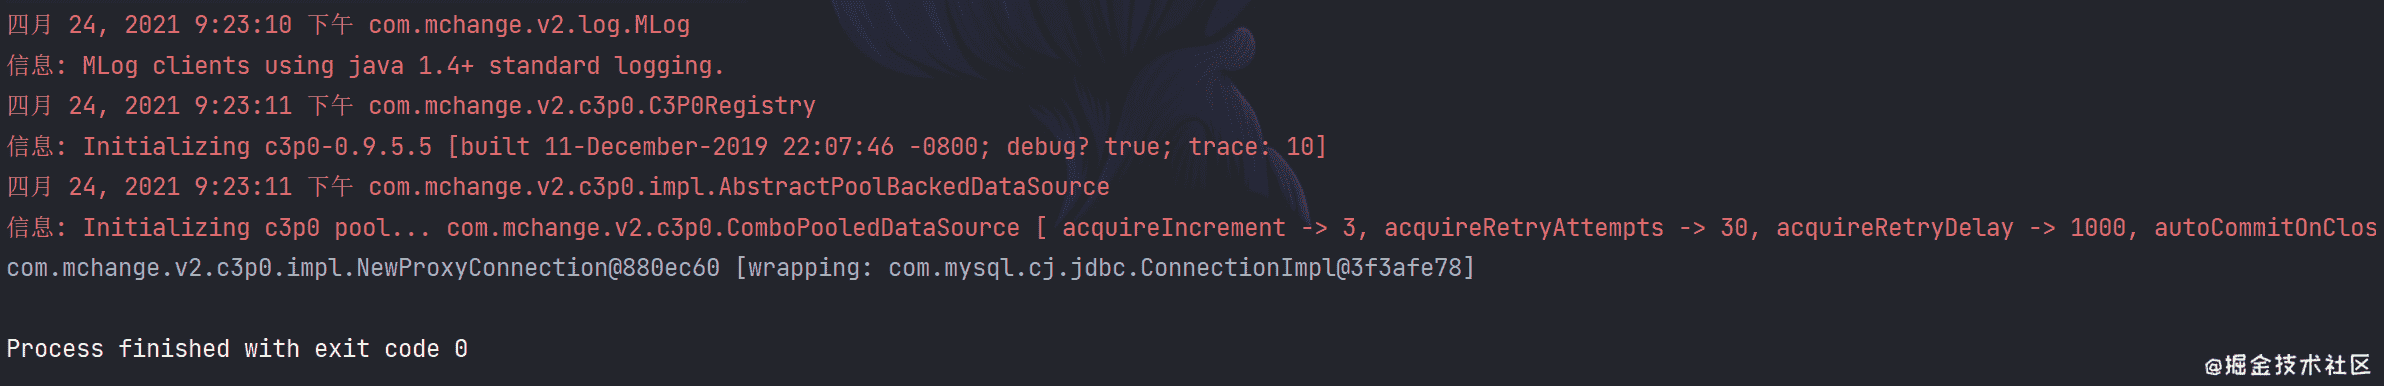 四月 24, 2021 9:23:10 下午 com.mchange.v2.log.MLog
信息: MLog clients using java 1.4+ standard logging.
四月 24, 2021 9:23:11 下午 com.mchange.v2.c3p0.C3P0Registry
信息: Initializing c3p0-0.9.5.5 [built 11-December-2019 22:07:46 -0800; debug? true; trace: 10]
四月 24, 2021 9:23:11 下午 com.mchange.v2.c3p0.impl.AbstractPoolBackedDataSource
信息: Initializing c3p0 pool... com.mchange.v2.c3p0.ComboPooledDataSource [ acquireIncrement -> 3, acquireRetryAttempts -> 30, acquireRetryDelay -> 1000, autoCommitOnClos
com.mchange.v2.c3p0.impl.NewProxyConnection@880ec60 [wrapping: com.mysql.cj.jdbc.ConnectionImpl@3f3afe78]
Process finished with exit code 0
@掘金技术社区